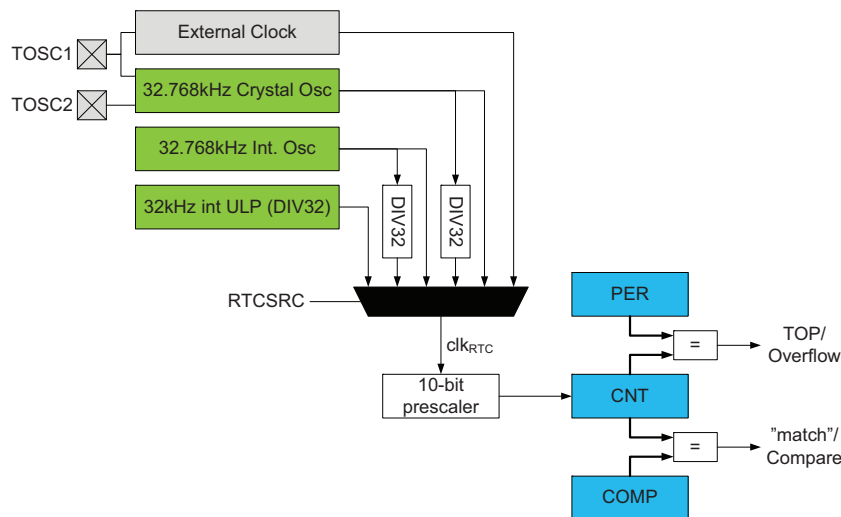 External Clock
TOSC1
32.768kHz Crystal Osc
TOSC2
32.768kHz Int. Osc
32kHz int ULP (DIV32)
DIV32
DIV32
RTCSRC
PER
=
TOP/
Overflow
clkRTC
10-bit
prescaler
CNT
=
”match”/
Compare
COMP